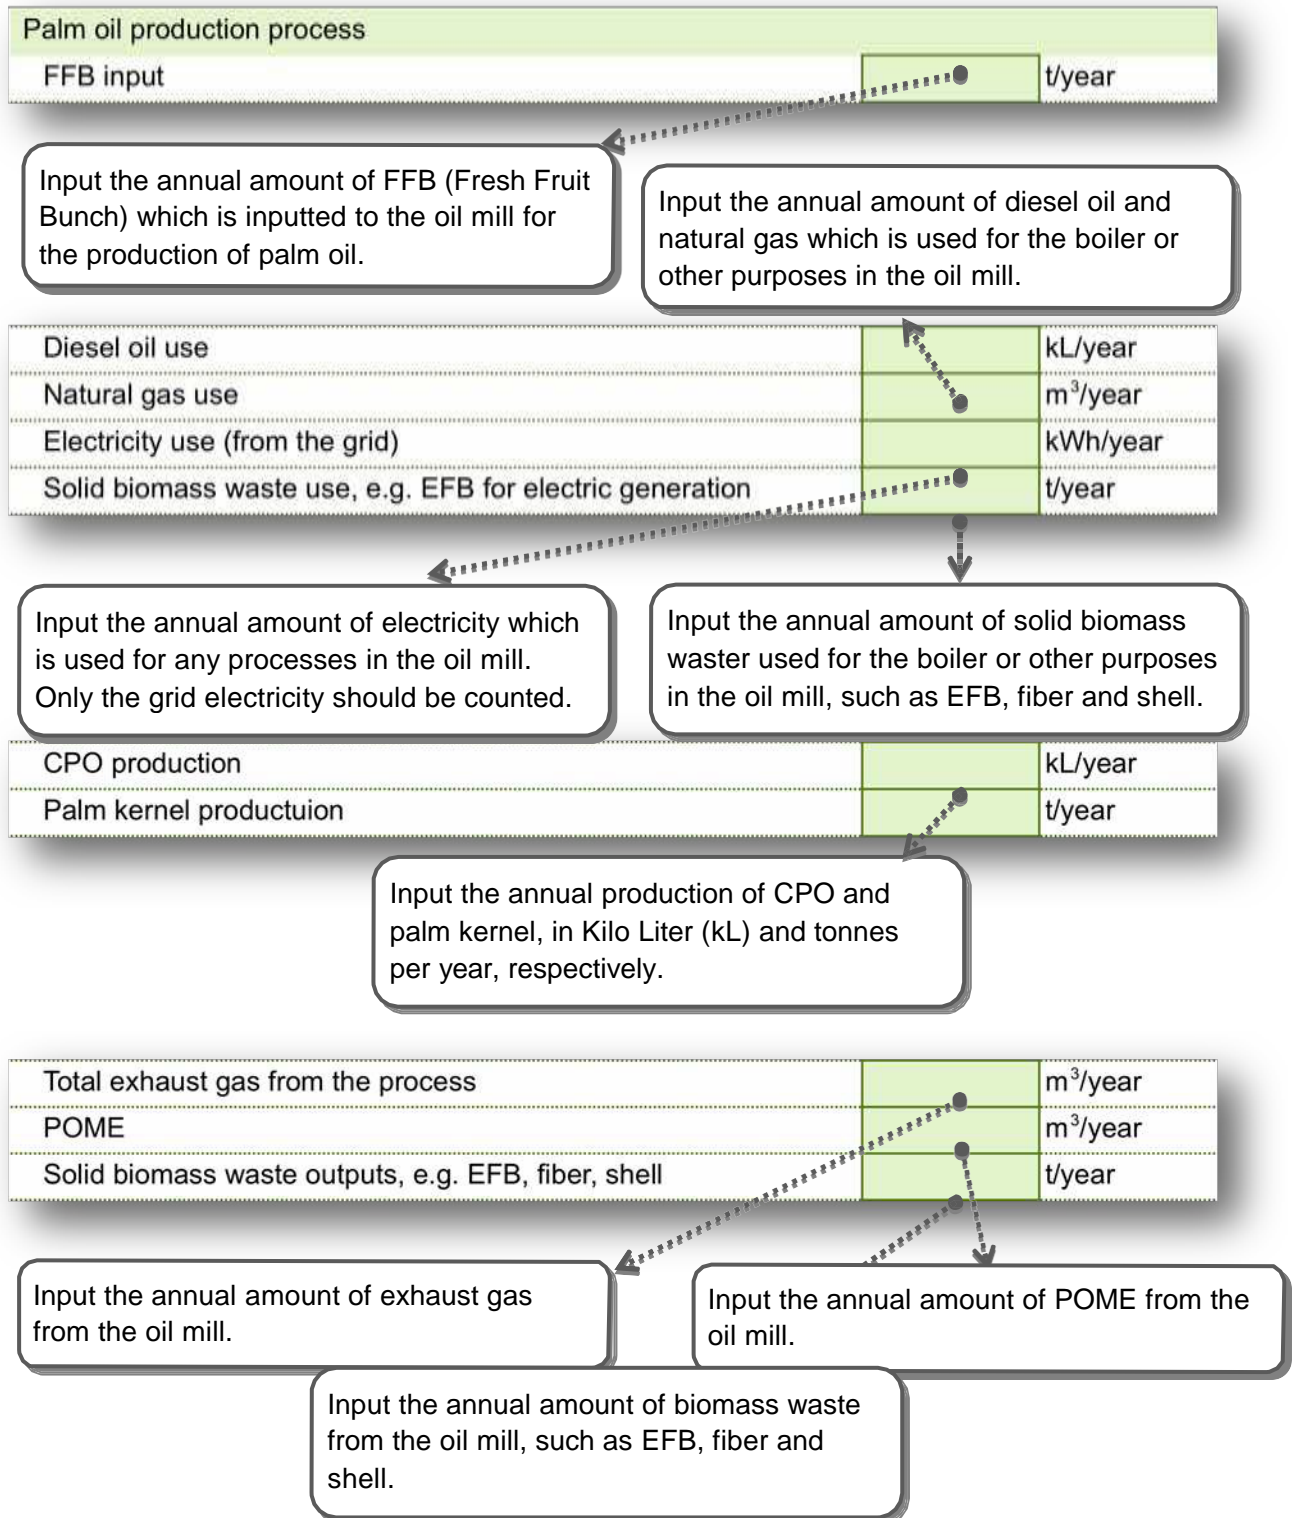 Palm oil production process
FFB input t/year
Input the annual amount of FFB (Fresh Fruit
Bunch) which is inputted to the oil mill for
the production of palm oil.
Input the annual amount of diesel oil and
natural gas which is used for the boiler or
other purposes in the oil mill.
Diesel oil use kL/year
Natural gas use m³/year
Electricity use (from the grid) kWh/year
Solid biomass waste use, e.g. EFB for electric generation t/year
Input the annual amount of electricity which
is used for any processes in the oil mill.
Only the grid electricity should be counted.
Input the annual amount of solid biomass
waster used for the boiler or other purposes
in the oil mill, such as EFB, fiber and shell.
CPO production kL/year
Palm kernel productuion t/year
Input the annual production of CPO and
palm kernel, in Kilo Liter (kL) and tonnes
per year, respectively.
Total exhaust gas from the process m³/year
POME m³/year
Solid biomass waste outputs, e.g. EFB, fiber, shell t/year
Input the annual amount of exhaust gas
from the oil mill.
Input the annual amount of POME from the
oil mill.
Input the annual amount of biomass waste
from the oil mill, such as EFB, fiber and
shell.